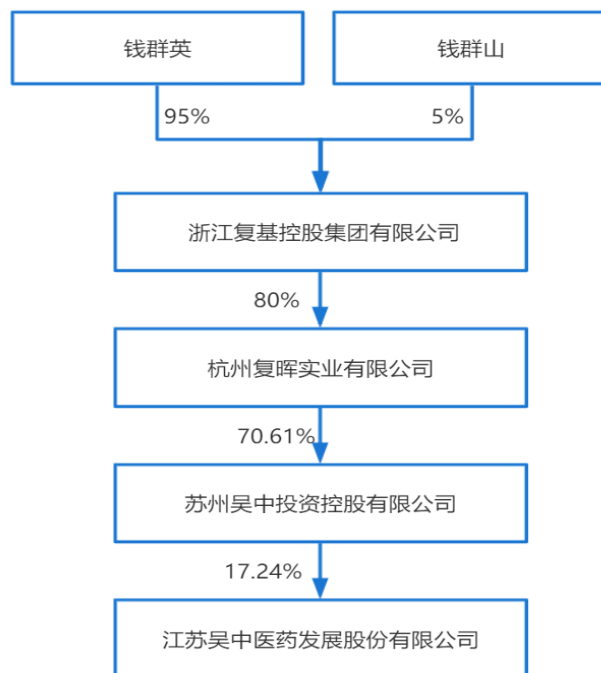 钱群英
钱群山
95%
5%
浙江复基控股集团有限公司
80%
杭州复晖实业有限公司
70.61%
苏州吴中投资控股有限公司
17.24%
江苏吴中医药发展股份有限公司